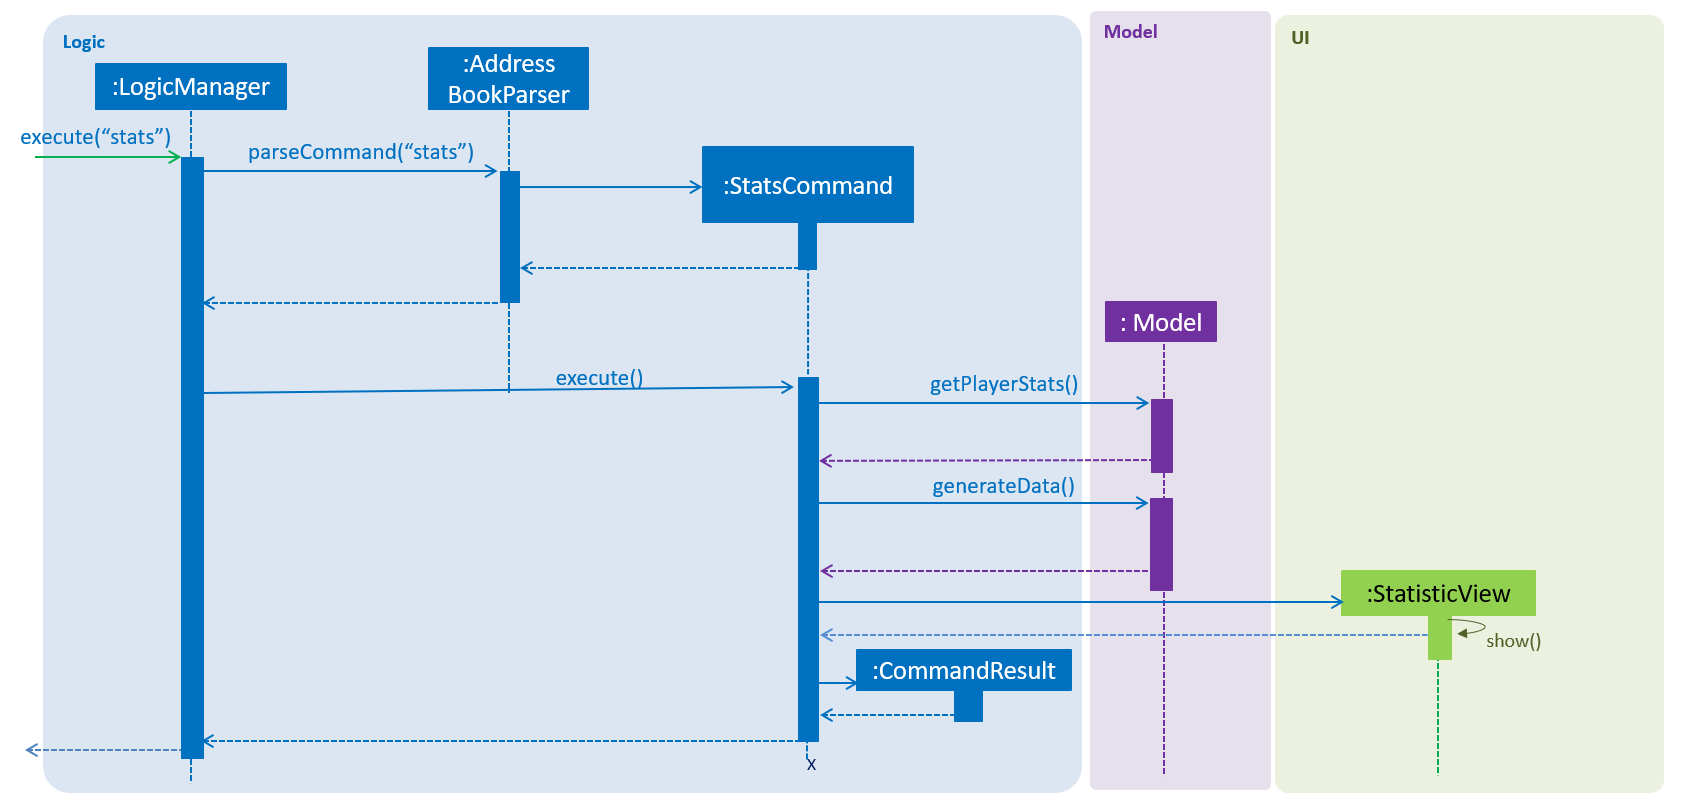 Logic
Model
UI
:LogicManager
:Address
BookParser
execute(“stats”)
parseCommand(“stats”)
:StatsCommand
: Model
execute()
getPlayerStats()
generateData()
:StatisticView
show()
:CommandResult
x